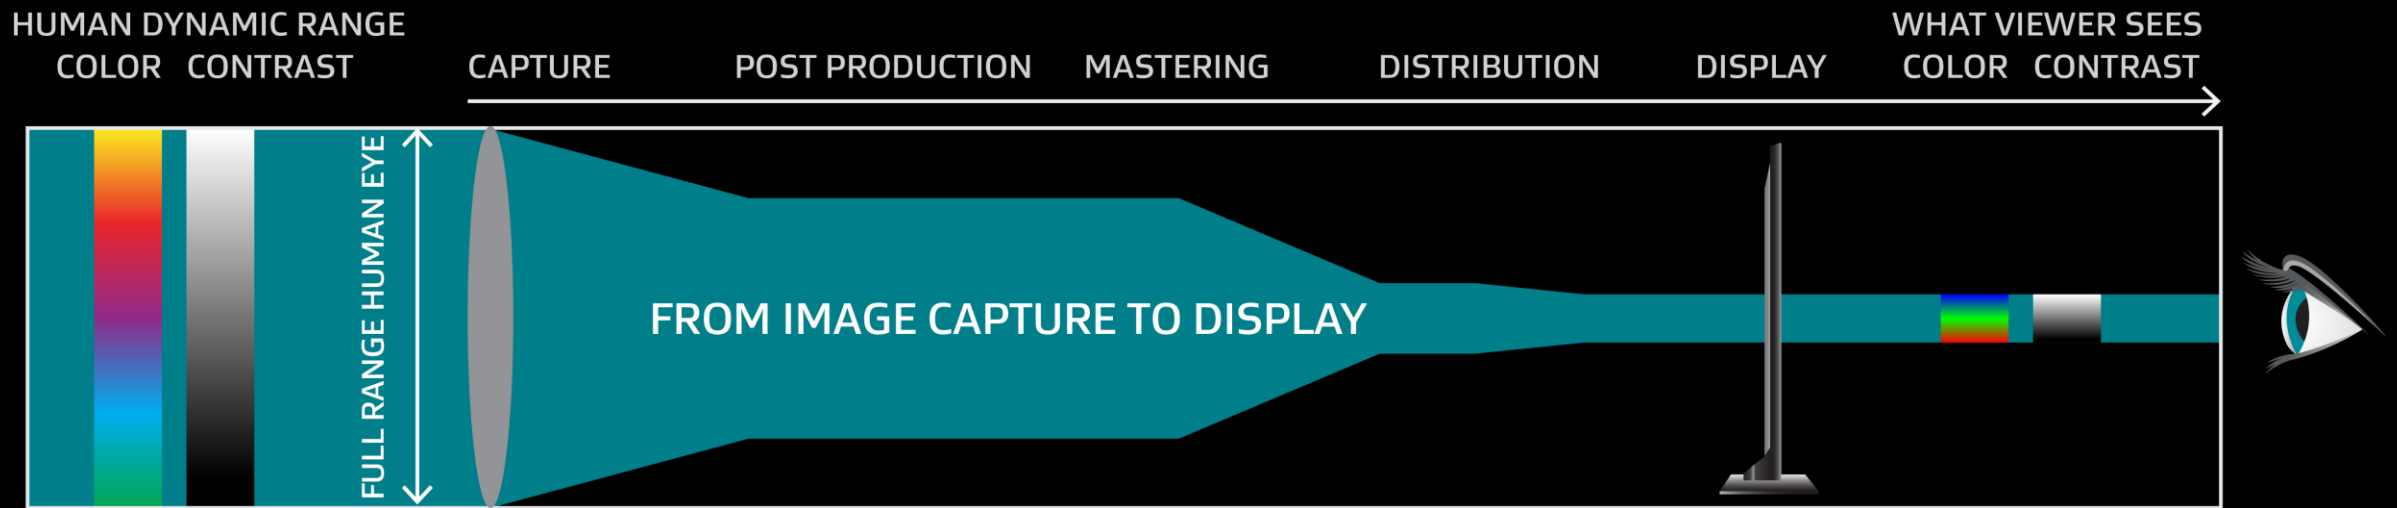 HUMAN DYNAMIC RANGE
COLOR CONTRAST
CAPTURE
POST PRODUCTION
MASTERING
DISTRIBUTION
DISPLAY
WHAT VIEWER SEES
COLOR CONTRAST
FULL RANGE HUMAN EYE
FROM IMAGE CAPTURE TO DISPLAY